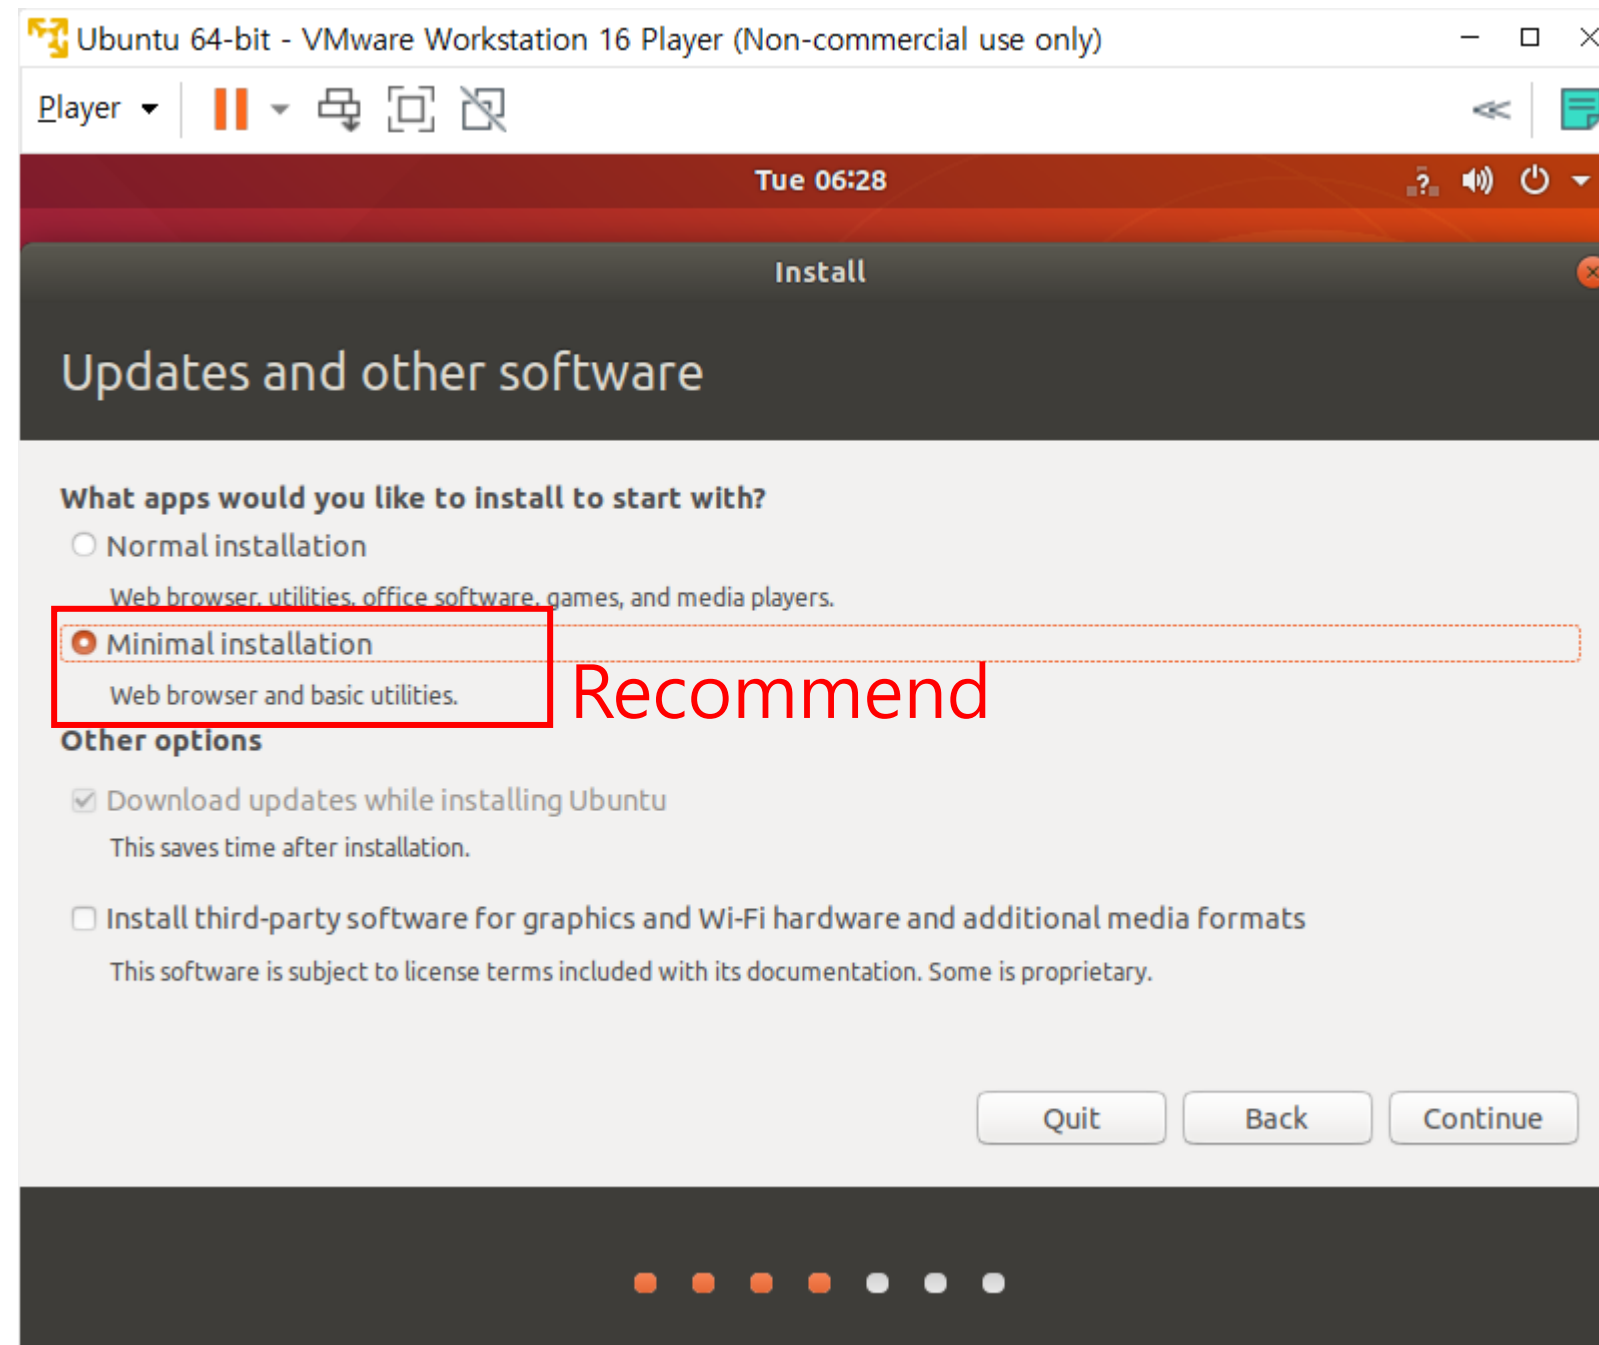 Ubuntu 64-bit - VMware Workstation 16 Player (Non-commercial use only)
Player
Tue 06:28
Install
Updates and other software
What apps would you like to install to start with?
Normal installation
Web browser, utilities, office software, games, and media players.
Minimal installation
Web browser and basic utilities.
Recommend
Other options
Download updates while installing Ubuntu
This saves time after installation.
Install third-party software for graphics and Wi-Fi hardware and additional media formats
This software is subject to license terms included with its documentation. Some is proprietary.
Quit Back Continue